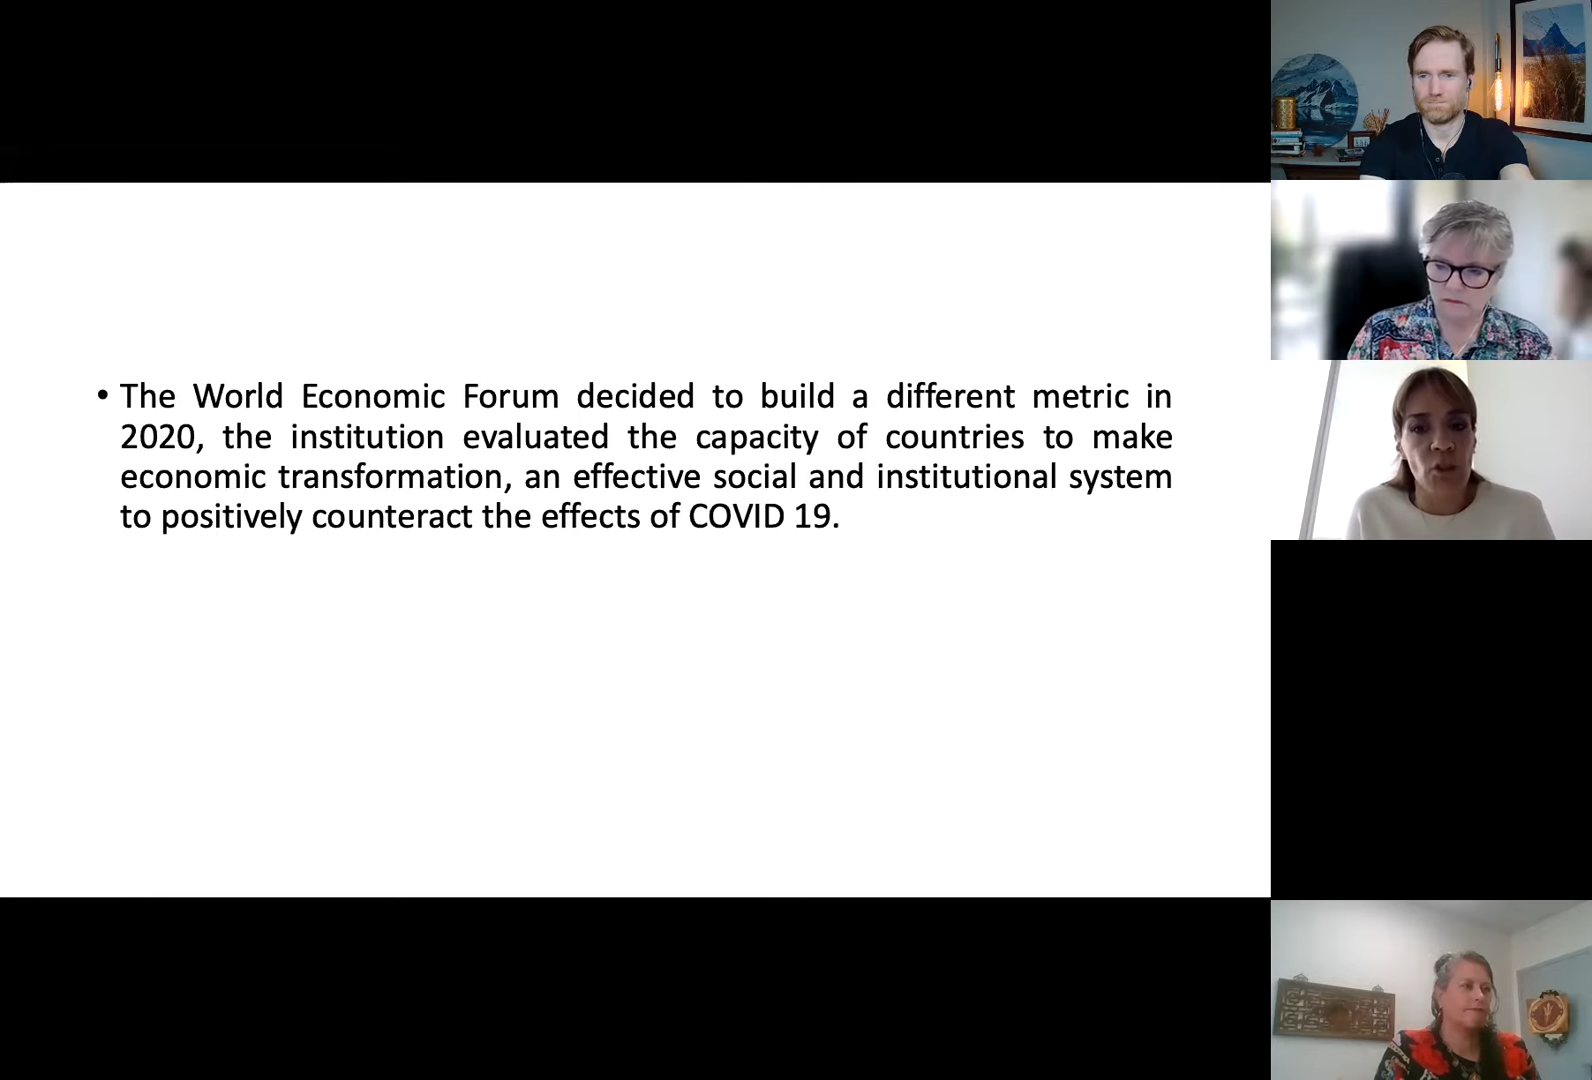 • The World Economic Forum decided to build a different metric in
2020, the institution evaluated the capacity of countries to make
economic transformation, an effective social and institutional system
to positively counteract the effects of COVID 19.